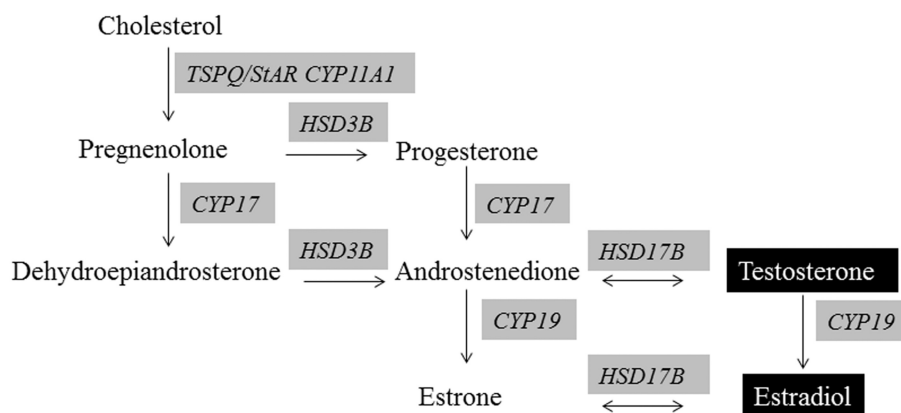 Cholesterol
TSPQ/StAR CYP11A1
HSD3B
Pregnenolone
Progesterone
CYP17
CYP17
HSD3B
HSD17B
Dehydroepiandrosterone
Androstenedione
Testosterone
CYP19
CYP19
HSD17B
Estrone
Estradiol